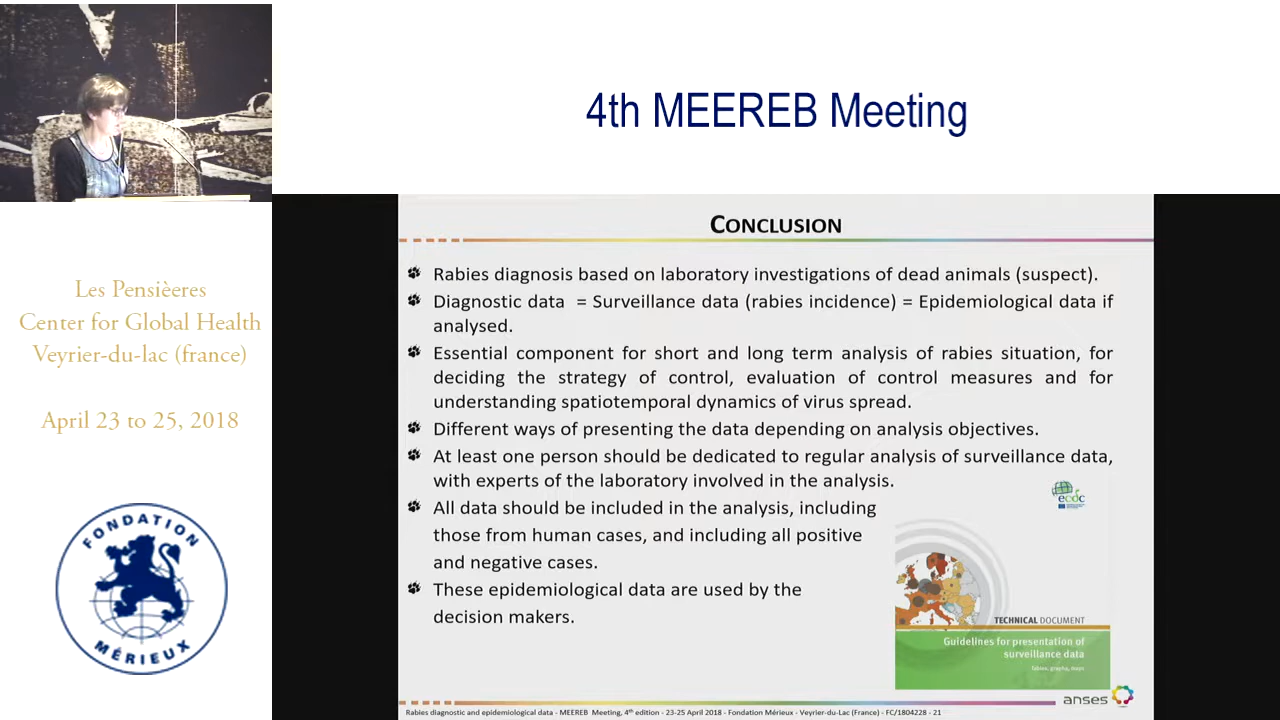 4th MEEREB Meeting
Les Pensièeres
Center for Global Health
Veyrier-du-lac (france)
April 23 to 25, 2018
FONDATION
MÉRIEUX
CONCLUSION
Rabies diagnosis based on laboratory investigations of dead animals (suspect).
Diagnostic data = Surveillance data (rabies incidence) = Epidemiological data if
analysed.
Essential component for short and long term analysis of rabies situation, for
deciding the strategy of control, evaluation of control measures and for
understanding spatiotemporal dynamics of virus spread.
Different ways of presenting the data depending on analysis objectives.
At least one person should be dedicated to regular analysis of surveillance data,
with experts of the laboratory involved in the analysis.
All data should be included in the analysis, including
those from human cases, and including all positive
and negative cases.
These epidemiological data are used by the
decision makers.
ecdc
TECHNICAL DOCUMENT
Guidelines for presentation of
surveillance data
Tables, graphs, maps
anses
Rabies diagnostic and epidemiological data - MEEREB Meeting, 4th edition - 23-25 April 2018 - Fondation Mérieux - Veyrier-du-Lac (France) - FC/1804228 - 21